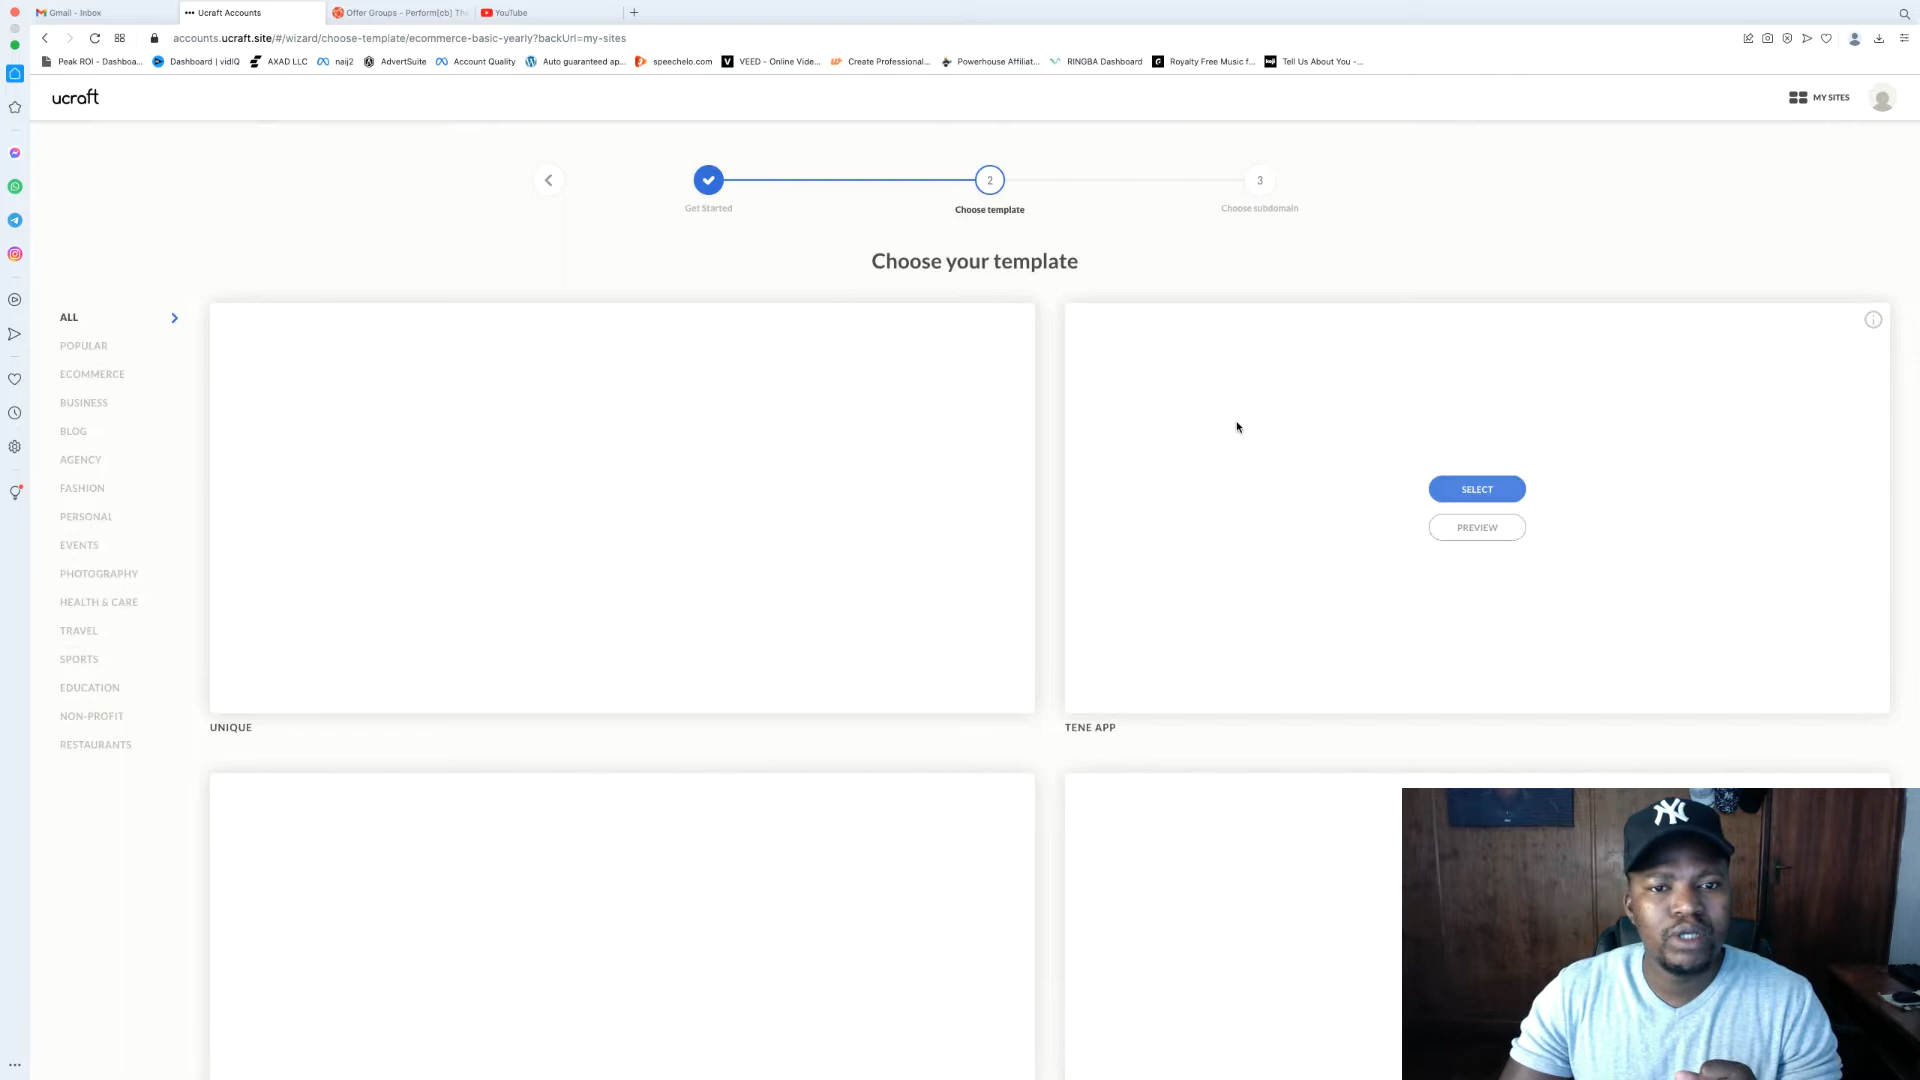 Gmail - Inbox
Ucraft Accounts
Offer Groups - Perform[cb] Th
YouTube
accounts.ucraft.site/#/wizard/choose-template/ecommerce-basic-yearly?backUrl=my-sites
Peak ROI - Dashboa...
Dashboard | vidIQ
AXAD LLC
naij2
AdvertSuite
Account Quality
Auto guaranteed ap...
speechelo.com
VEED - Online Vide...
Create Professional...
Powerhouse Affiliat...
RINGBA Dashboard
Royalty Free Music f...
Tell Us About You -...
ucraft
MY SITES
2
3
Get Started
Choose template
Choose subdomain
Choose your template
ALL
POPULAR
ECOMMERCE
BUSINESS
BLOG
AGENCY
FASHION
PERSONAL
EVENTS
PHOTOGRAPHY
HEALTH & CARE
TRAVEL
SPORTS
EDUCATION
NON-PROFIT
RESTAURANTS
SELECT
PREVIEW
UNIQUE
TENE APP
NY